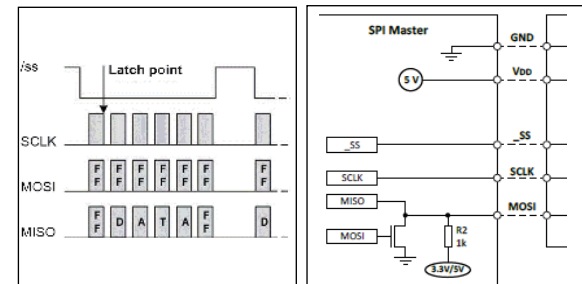 /ss
Latch point
SCLK
MOSI
F F F F F F F
F F F F F F F
MISO
F D A T A F D
F F
SPI Master
GND
5 V
VDD
_SS
_SS
SCLK
SCLK
MISO
MOSI
MOSI
R2
1k
3.3V/5V